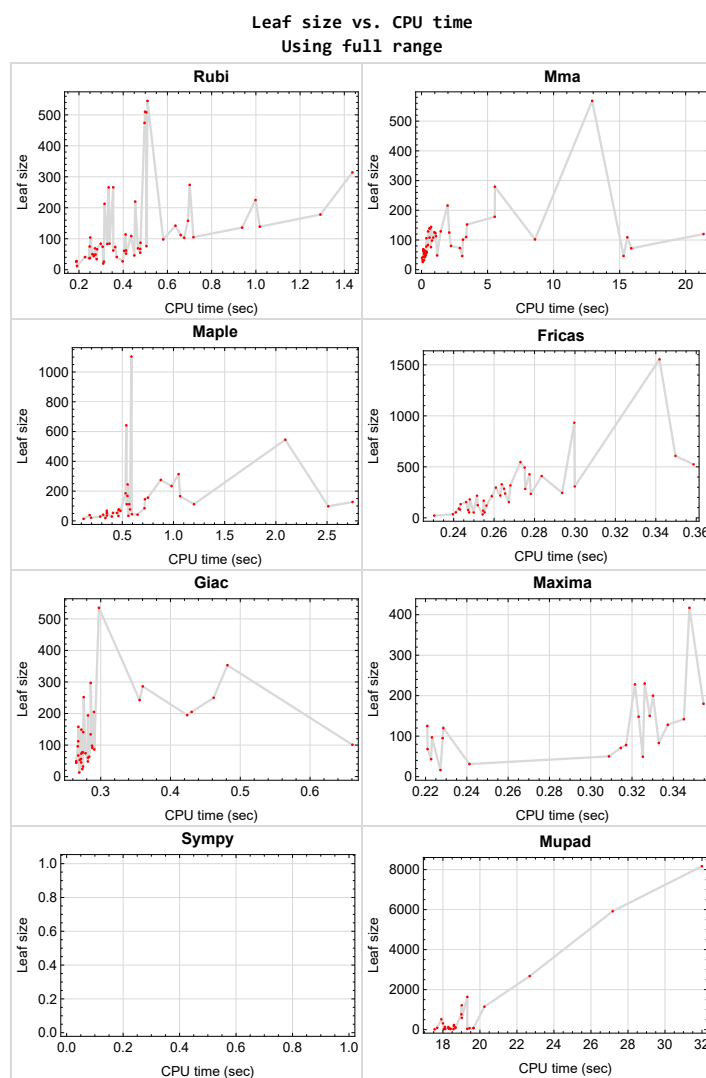 Leaf size vs. CPU time
Using full range
Rubi
Leaf size
500
400
300
200
100
0
0.2 0.4 0.6 0.8 1.0 1.2 1.4
CPU time (sec)
Mma
Leaf size
500
400
300
200
100
0
0 5 10 15 20
CPU time (sec)
Maple
Leaf size
1000
800
600
400
200
0
0.5 1.0 1.5 2.0 2.5
CPU time (sec)
Fricas
Leaf size
1500
1000
500
0
0.24 0.26 0.28 0.30 0.32 0.34 0.36
CPU time (sec)
Giac
Leaf size
500
400
300
200
100
0
0.3 0.4 0.5 0.6
CPU time (sec)
Maxima
Leaf size
400
300
200
100
0
0.22 0.24 0.26 0.28 0.30 0.32 0.34
CPU time (sec)
Sympy
Leaf size
1.0
0.8
0.6
0.4
0.2
0.0
0.0 0.2 0.4 0.6 0.8 1.0
CPU time (sec)
Mupad
Leaf size
8000
6000
4000
2000
0
18 20 22 24 26 28 30 32
CPU time (sec)